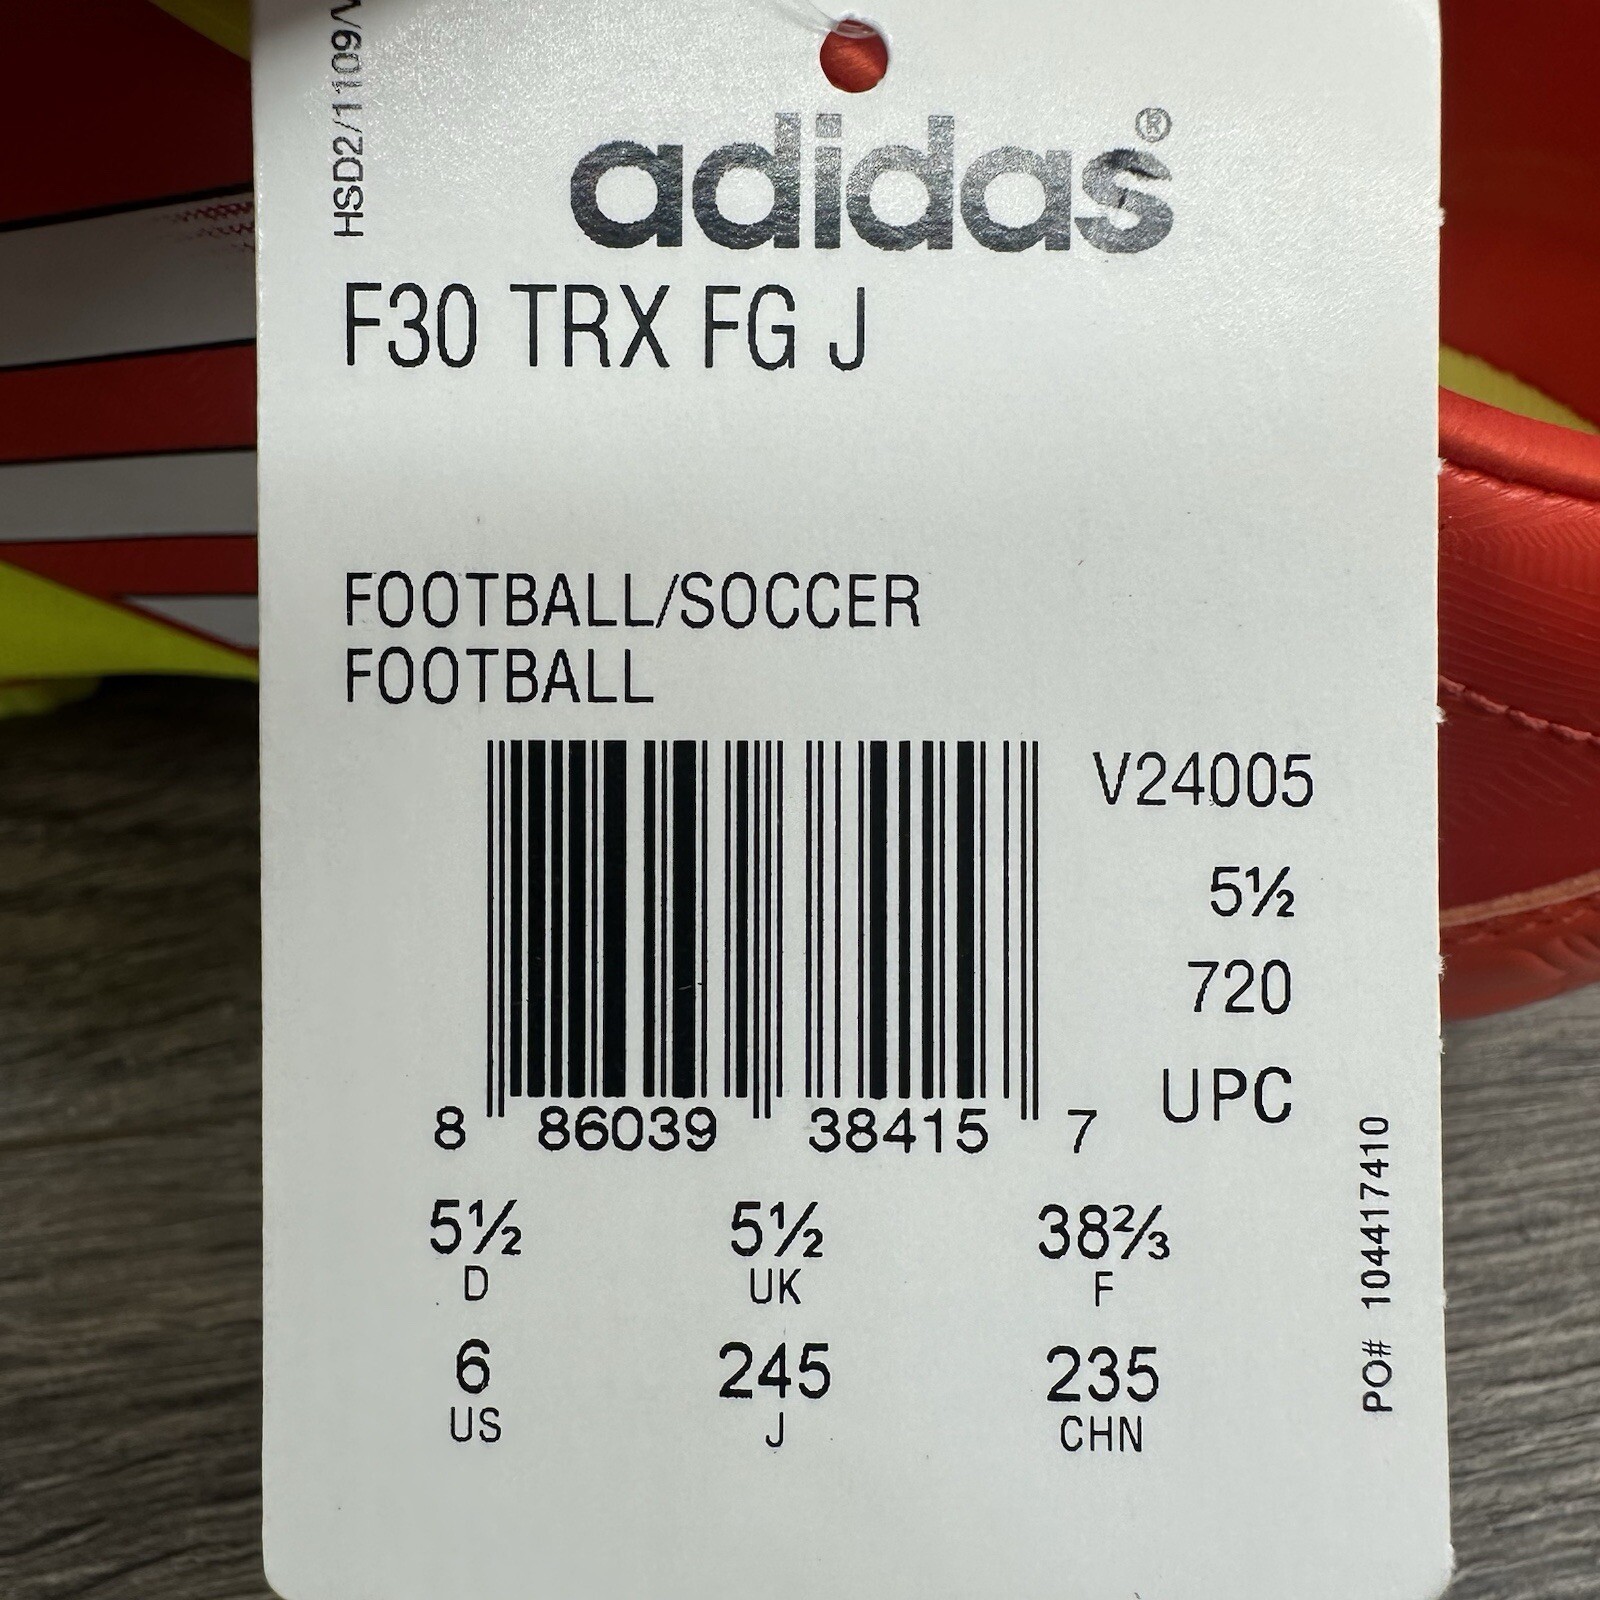 HSD2/1109/
adidas®
F30 TRX FG J
FOOTBALL/SOCCER
FOOTBALL
V24005
5½
720
UPC
8 86039 38415 7
5½ 5½ 38⅔
D UK F
6 245 235
US J CHN
PO# 104417410